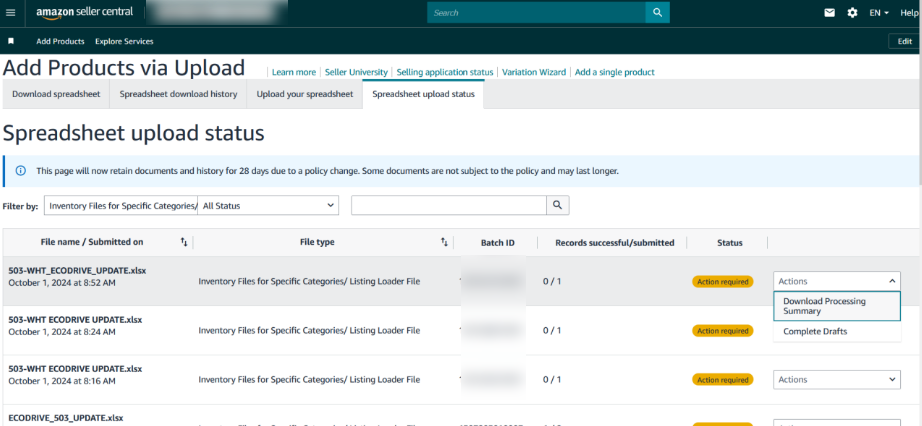 amazon seller central
Search
EN
Help
Add Products
Explore Services
Edit
Add Products via Upload
Learn more | Seller University | Selling application status | Variation Wizard | Add a single product
Download spreadsheet
Spreadsheet download history
Upload your spreadsheet
Spreadsheet upload status
Spreadsheet upload status
This page will now retain documents and history for 28 days due to a policy change. Some documents are not subject to the policy and may last longer.
Filter by:
Inventory Files for Specific Categories/
All Status
File name / Submitted on
File type
Batch ID
Records successful/submitted
Status
503-WHT_ECODRIVE_UPDATE.xlsx
October 1, 2024 at 8:52 AM
Inventory Files for Specific Categories/ Listing Loader File
0 / 1
Action required
Actions
Download Processing
Summary
Complete Drafts
503-WHT ECODRIVE UPDATE.xlsx
October 1, 2024 at 8:24 AM
Inventory Files for Specific Categories/ Listing Loader File
0 / 1
Action required
503-WHT ECODRIVE UPDATE.xlsx
October 1, 2024 at 8:16 AM
Inventory Files for Specific Categories/ Listing Loader File
0 / 1
Action required
Actions
ECODRIVE_503_UPDATE.xlsx